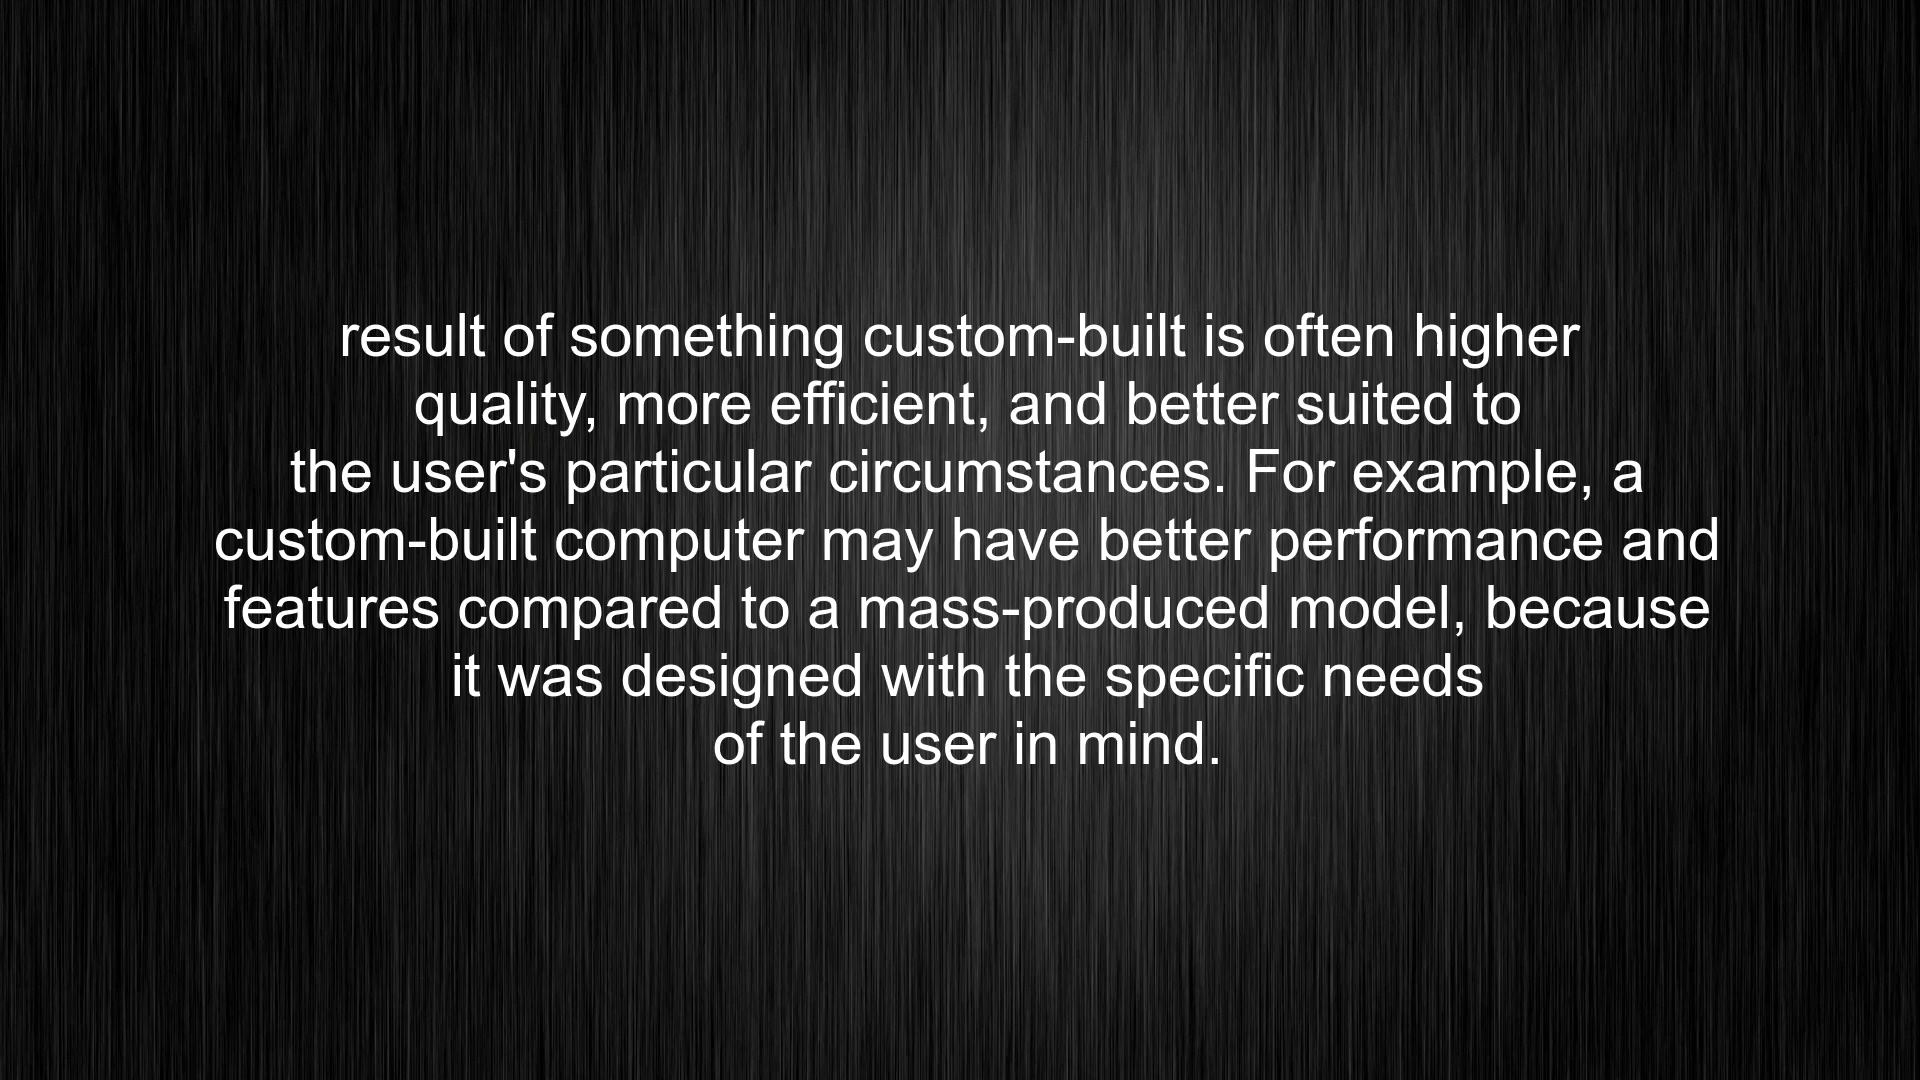 result of something custom-built is often higher
quality, more efficient, and better suited to
the user's particular circumstances. For example, a
custom-built computer may have better performance and
features compared to a mass-produced model, because
it was designed with the specific needs
of the user in mind.